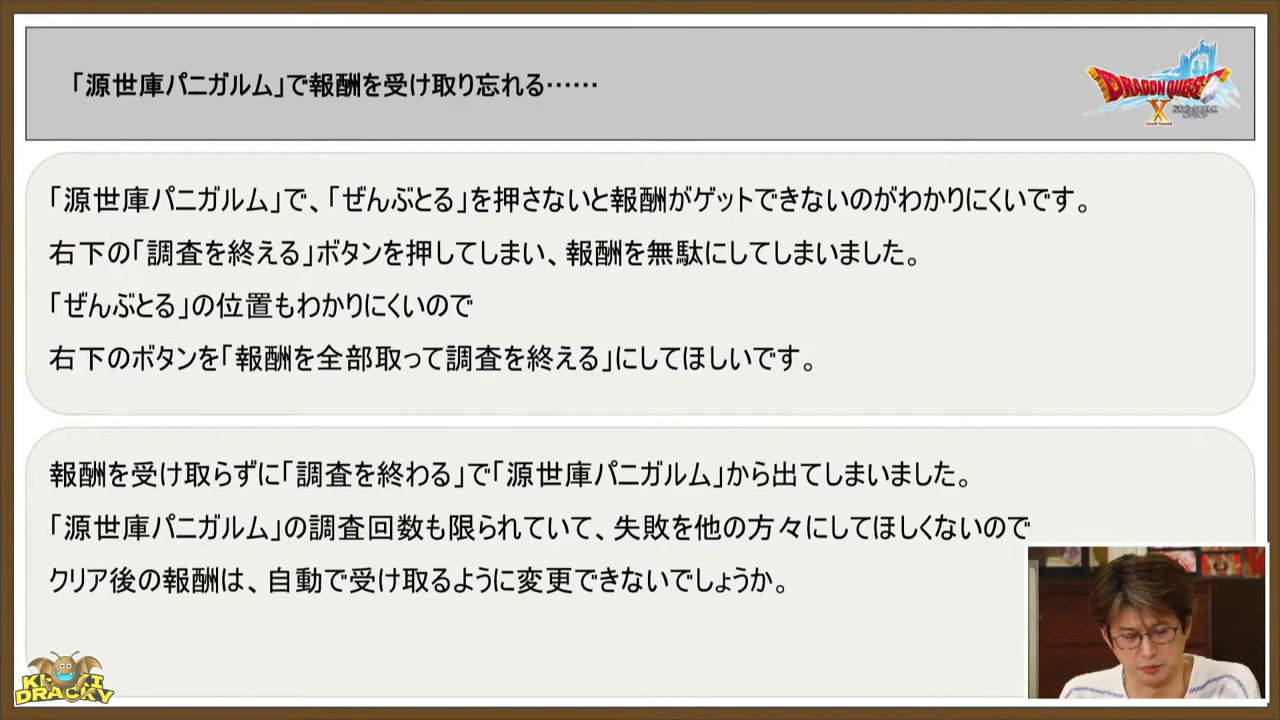 「源世庫パニガルム」で報酬を受け取り忘れる……
DRAGON QUEST
X
「源世庫パニガルム」で、「ぜんぶとる」を押さないと報酬がゲットできないのがわかりにくいです。
右下の「調査を終える」ボタンを押してしまい、報酬を無駄にしてしまいました。
「ぜんぶとる」の位置もわかりにくいので
右下のボタンを「報酬を全部取って調査を終える」にしてほしいです。
報酬を受け取らずに「調査を終わる」で「源世庫パニガルム」から出てしまいました。
「源世庫パニガルム」の調査回数も限られていて、失敗を他の方々にしてほしくないので
クリア後の報酬は、自動で受け取るように変更できないでしょうか。
DRACKY